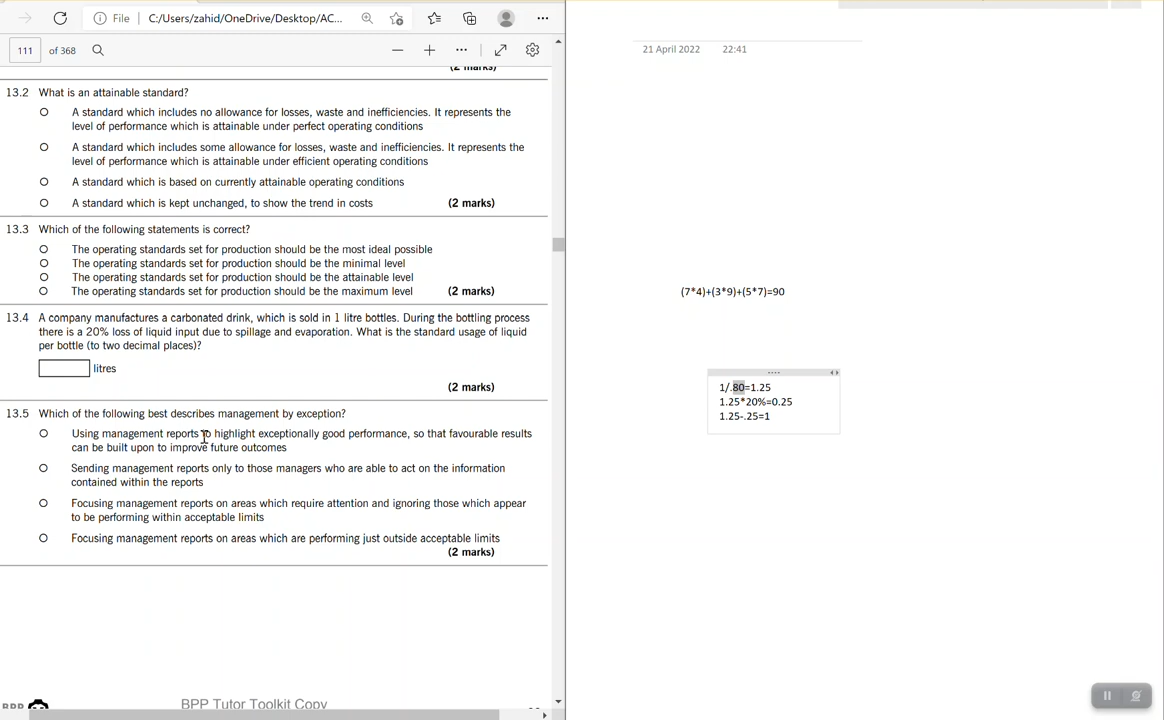 File
C:/Users/zahid/OneDrive/Desktop/AC...
111
of 368
(2 marks)
13.2 What is an attainable standard?
A standard which includes no allowance for losses, waste and inefficiencies. It represents the
level of performance which is attainable under perfect operating conditions
A standard which includes some allowance for losses, waste and inefficiencies. It represents the
level of performance which is attainable under efficient operating conditions
A standard which is based on currently attainable operating conditions
A standard which is kept unchanged, to show the trend in costs (2 marks)
13.3 Which of the following statements is correct?
The operating standards set for production should be the most ideal possible
The operating standards set for production should be the minimal level
The operating standards set for production should be the attainable level
The operating standards set for production should be the maximum level (2 marks)
13.4 A company manufactures a carbonated drink, which is sold in 1 litre bottles. During the bottling process
there is a 20% loss of liquid input due to spillage and evaporation. What is the standard usage of liquid
per bottle (to two decimal places)?
litres
(2 marks)
13.5 Which of the following best describes management by exception?
Using management reports to highlight exceptionally good performance, so that favourable results
can be built upon to improve future outcomes
Sending management reports only to those managers who are able to act on the information
contained within the reports
Focusing management reports on areas which require attention and ignoring those which appear
to be performing within acceptable limits
Focusing management reports on areas which are performing just outside acceptable limits
(2 marks)
BPP
BPP Tutor Toolkit Copy
21 April 2022 22:41
(7*4)+(3*9)+(5*7)=90
1/.80=1.25
1.25*20%=0.25
1.25-.25=1